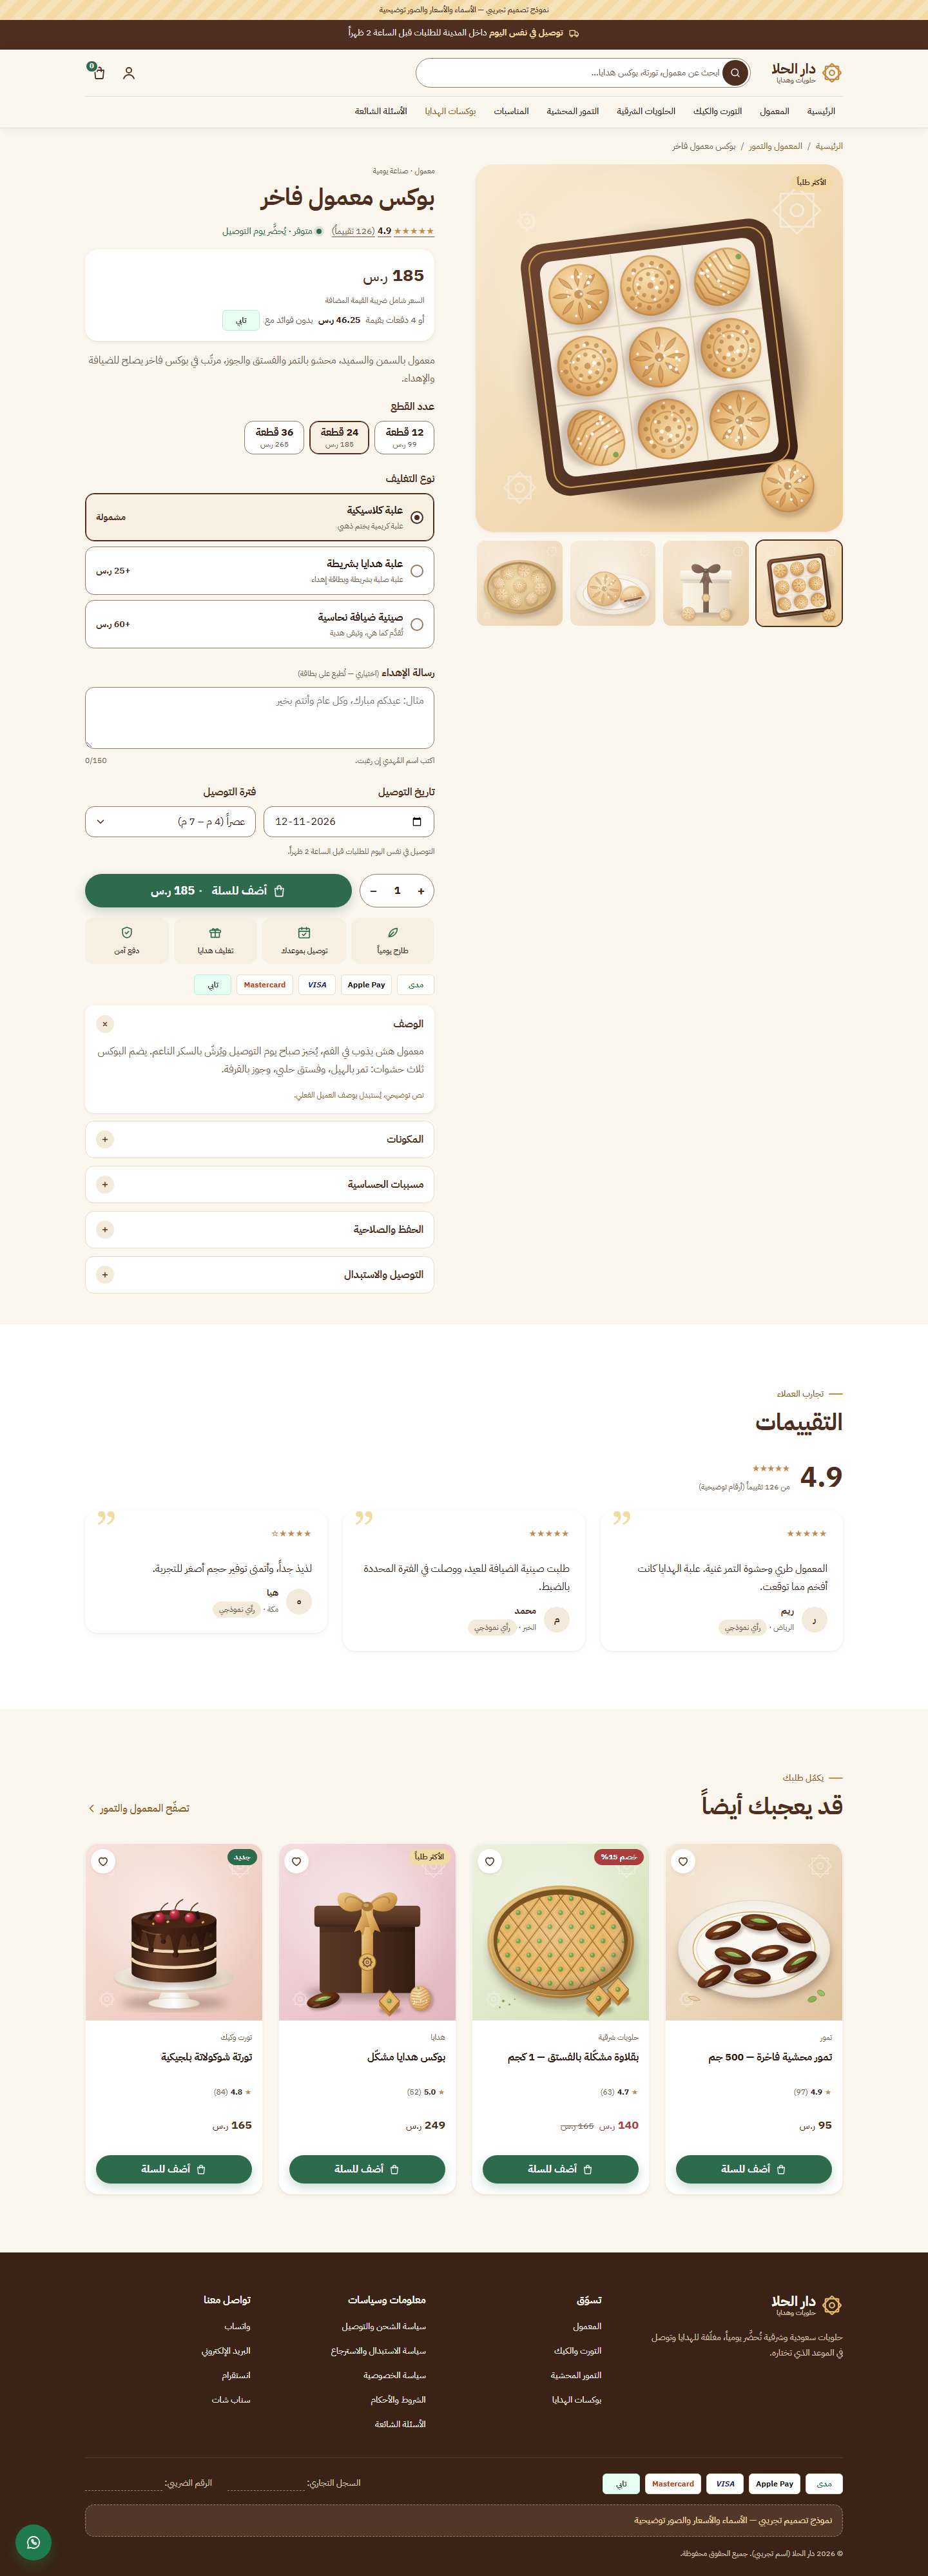 نموذج تصميم تجريبي — الأسماء والأسعار والصور توضيحية
توصيل في نفس اليوم داخل المدينة للطلبات قبل الساعة 2 ظهراً
دار الحلا
حلويات وهدايا
ابحث عن معمول، تورتة، بوكس هدايا...
0
الرئيسية
المعمول
التورت والكيك
الحلويات الشرقية
التمور المحشية
المناسبات
بوكسات الهدايا
الأسئلة الشائعة
الرئيسية / المعمول والتمور / بوكس معمول فاخر
الأكثر طلباً
معمول · صناعة يومية
بوكس معمول فاخر
★★★★★ 4.9 (126 تقييماً) متوفر · يُحضَّر يوم التوصيل
185 ر.س
السعر شامل ضريبة القيمة المضافة
أو 4 دفعات بقيمة 46.25 ر.س بدون فوائد مع تابي
معمول بالسمن والسميد، محشو بالتمر والفستق والجوز، مرتّب في بوكس فاخر يصلح للضيافة
والإهداء.
عدد القطع
12 قطعة
99 ر.س
24 قطعة
185 ر.س
36 قطعة
265 ر.س
نوع التغليف
علبة كلاسيكية
علبة كريمية بختم ذهبي
مشمولة
علبة هدايا بشريطة
علبة صلبة بشريطة وبطاقة إهداء
+25 ر.س
صينية ضيافة نحاسية
تُقدَّم كما هي، وتبقى هدية
+60 ر.س
رسالة الإهداء (اختياري — تُطبع على بطاقة)
مثال: عيدكم مبارك، وكل عام وأنتم بخير
اكتب اسم المُهدي إن رغبت.
0/150
تاريخ التوصيل
فترة التوصيل
12-11-2026
عصراً (4 م – 7 م)
التوصيل في نفس اليوم للطلبات قبل الساعة 2 ظهراً.
+ 1 −
أضف للسلة · 185 ر.س
طازج يومياً
توصيل بموعدك
تغليف هدايا
دفع آمن
مدى
Apple Pay
VISA
Mastercard
تابي
الوصف
معمول هش يذوب في الفم، يُخبَز صباح يوم التوصيل ويُرشّ بالسكر الناعم. يضم البوكس
ثلاث حشوات: تمر بالهيل، وفستق حلبي، وجوز بالقرفة.
نص توضيحي، يُستبدل بوصف العميل الفعلي.
المكونات
+
مسببات الحساسية
+
الحفظ والصلاحية
+
التوصيل والاستبدال
+
تجارب العملاء
التقييمات
4.9
★★★★★
من 126 تقييماً (أرقام توضيحية)
★★★★★
المعمول طري وحشوة التمر غنية. علبة الهدايا كانت
أفخم مما توقعت.
ر
ريم
الرياض · رأي نموذجي
★★★★★
طلبت صينية الضيافة للعيد، ووصلت في الفترة المحددة
بالضبط.
م
محمد
الخبر · رأي نموذجي
★★★★☆
لذيذ جداً، وأتمنى توفير حجم أصغر للتجربة.
ه
هيا
مكة · رأي نموذجي
يكمّل طلبك
قد يعجبك أيضاً
تصفّح المعمول والتمور
تمور
تمور محشية فاخرة — 500 جم
★ 4.9 (97)
95 ر.س
أضف للسلة
خصم 15%
حلويات شرقية
بقلاوة مشكّلة بالفستق — 1 كجم
★ 4.7 (63)
140 ر.س 165 ر.س
أضف للسلة
الأكثر طلباً
هدايا
بوكس هدايا مشكّل
★ 5.0 (52)
249 ر.س
أضف للسلة
جديد
تورت وكيك
تورتة شوكولاتة بلجيكية
★ 4.8 (84)
165 ر.س
أضف للسلة
دار الحلا
حلويات وهدايا
حلويات سعودية وشرقية تُحضَّر يومياً، مغلّفة للهدايا وتوصل
في الموعد الذي تختاره.
تسوّق
المعمول
التورت والكيك
التمور المحشية
بوكسات الهدايا
معلومات وسياسات
سياسة الشحن والتوصيل
سياسة الاستبدال والاسترجاع
سياسة الخصوصية
الشروط والأحكام
الأسئلة الشائعة
تواصل معنا
واتساب
البريد الإلكتروني
انستقرام
سناب شات
مدى
Apple Pay
VISA
Mastercard
تابي
السجل التجاري:
الرقم الضريبي:
نموذج تصميم تجريبي — الأسماء والأسعار والصور توضيحية
© 2026 دار الحلا (اسم تجريبي). جميع الحقوق محفوظة.